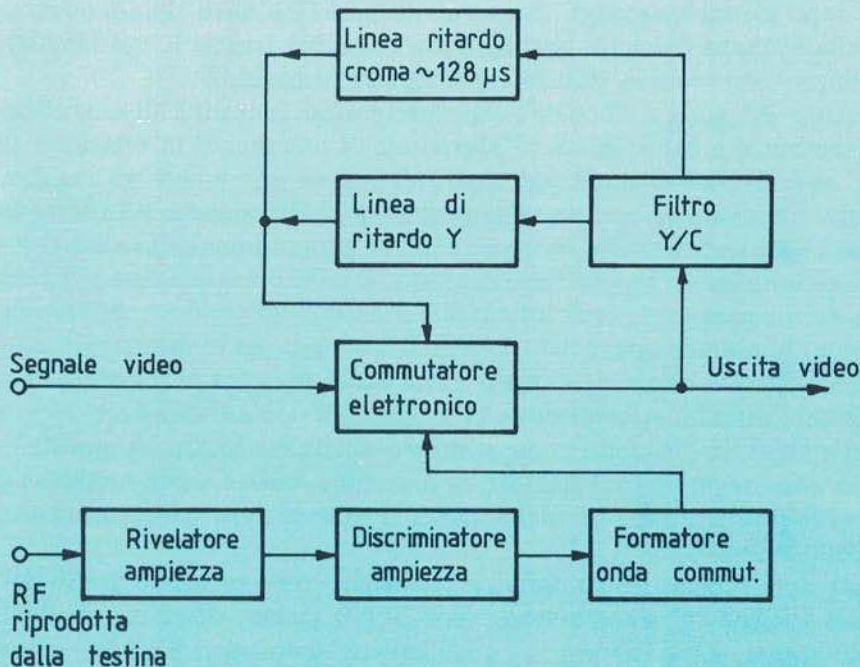 Linea ritardo
croma ~128 µs
Linea di
ritardo Y
Filtro
Y/C
Segnale video
Commutatore
elettronico
Uscita video
Rivelatore
ampiezza
Discriminatore
ampiezza
Formatore
onda commut.
RF
riprodotta
dalla testina